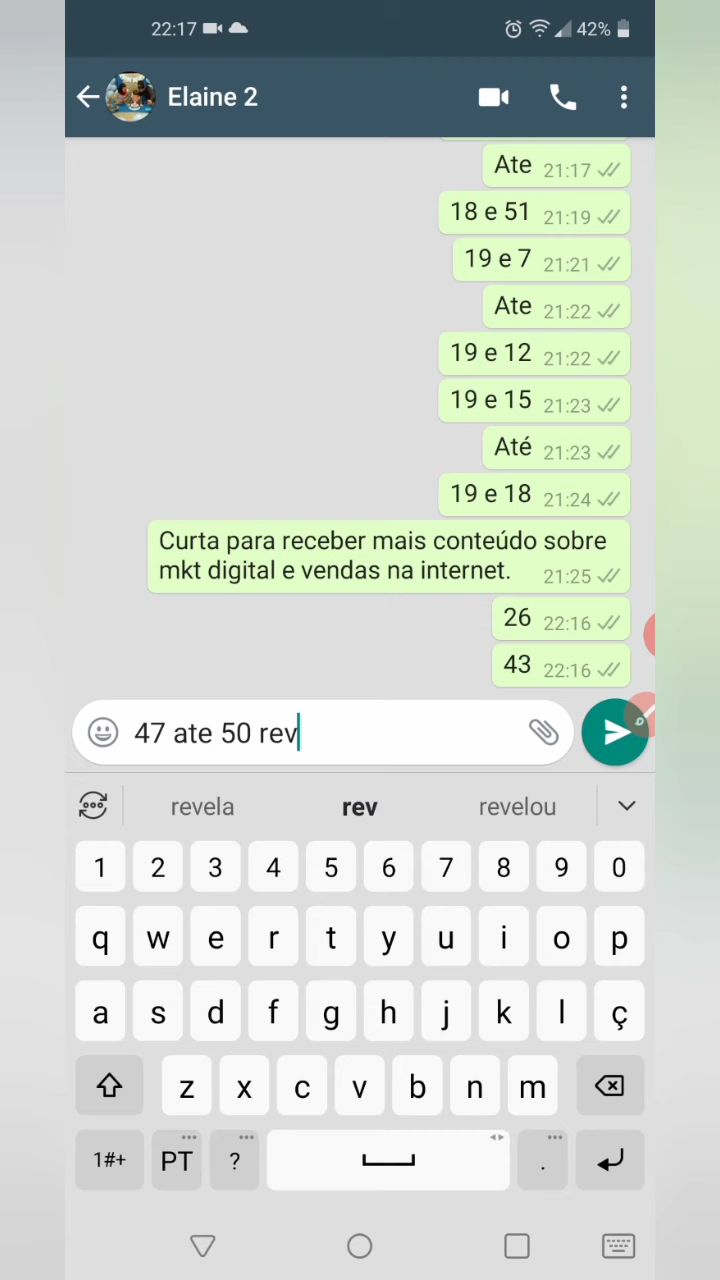 22:17 42%
Elaine 2
Ate 21:17
18 e 51 21:19
19 e 7 21:21
Ate 21:22
19 e 12 21:22
19 e 15 21:23
Até 21:23
19 e 18 21:24
Curta para receber mais conteúdo sobre
mkt digital e vendas na internet. 21:25
26 22:16
43 22:16
47 ate 50 rev
revela rev revelou
1 2 3 4 5 6 7 8 9 0
q w e r t y u i o p
a s d f g h j k l ç
z x c v b n m
1#+ PT ? .